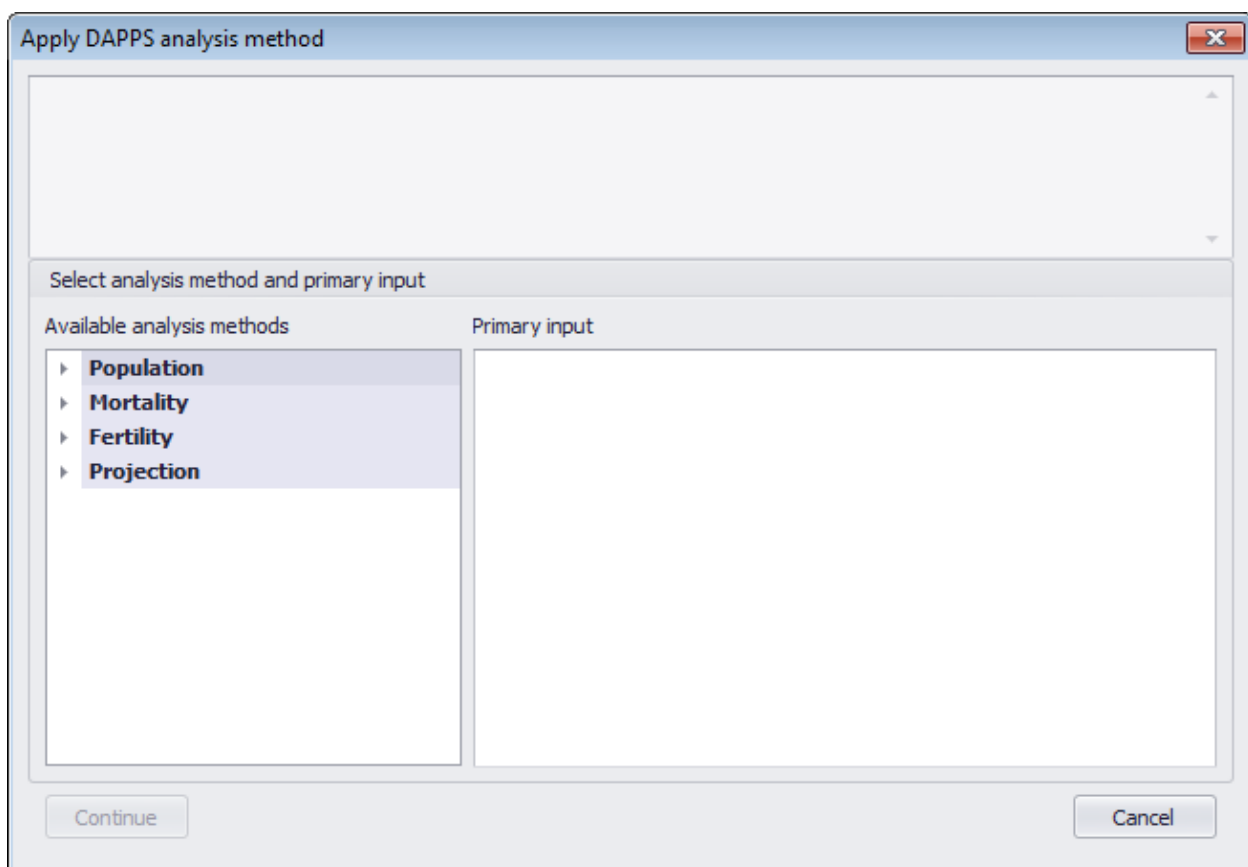 Apply DAPPS analysis method
Select analysis method and primary input
Available analysis methods
Primary input
Population
Mortality
Fertility
Projection
Continue
Cancel